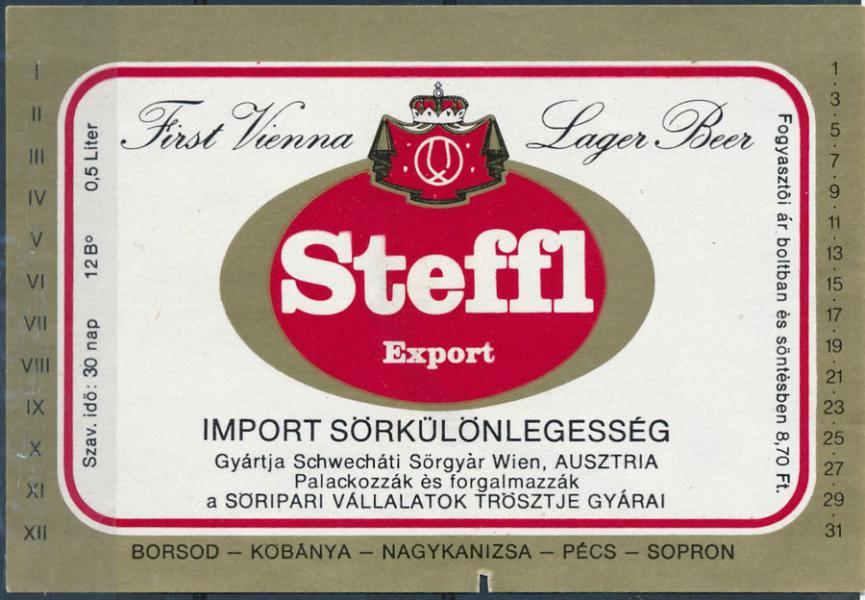 First Vienna Lager Beer
Steffl
Export
IMPORT SÖRKÜLÖNLEGESSÉG
Gyártja Schwecháti Sörgyàr Wien, AUSZTRIA
Palackozzák ès forgalmazzák
a SÖRIPARI VÁLLALATOK TRÖSZTJE GYÁRAI
BORSOD – KÖBÁNYA – NAGYKANIZSA – PÉCS – SOPRON
Szav. idő: 30 nap 12 B° 0,5 Liter
Fogyasztôi ár boltban ès söntèsben 8,70 Ft.
I
II
III
IV
V
VI
VII
VIII
IX
X
XI
XII
1
3
5
7
9
11
13
15
17
19
21
23
25
27
29
31